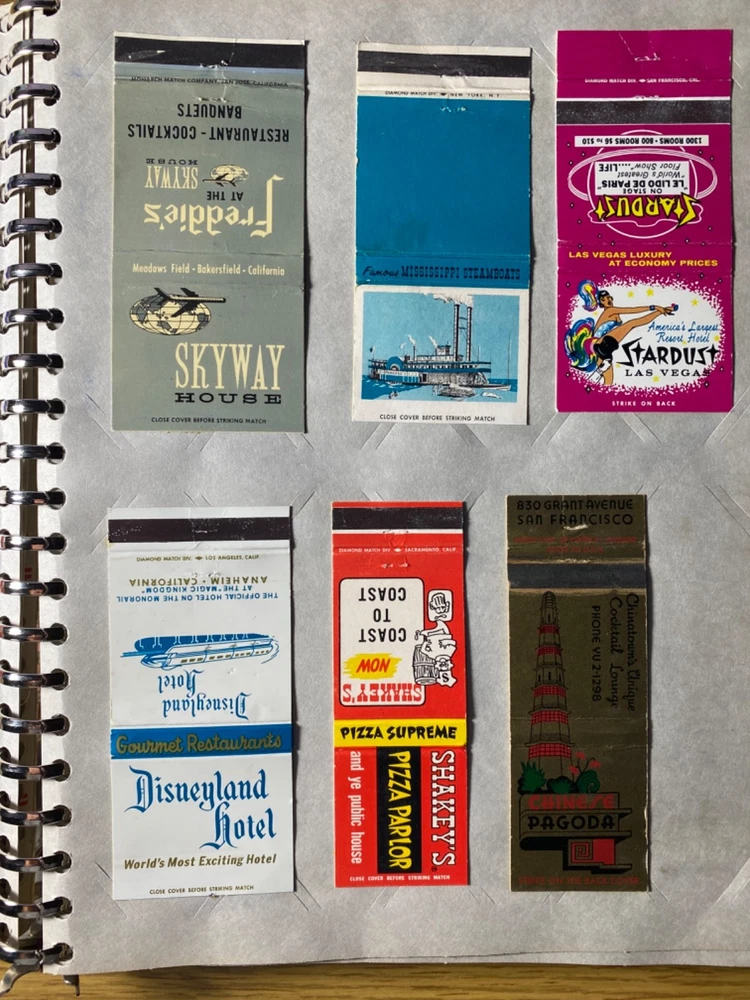 MONARCH MATCH COMPANY, SAN JOSE, CALIFORNIA
RESTAURANT - COCKTAILS
BANQUETS
Freddie's
AT THE
SKYWAY
HOUSE
Meadows Field - Bakersfield - California
SKYWAY
HOUSE
CLOSE COVER BEFORE STRIKING MATCH
DIAMOND MATCH DIV. NEW YORK, N.Y.
Famous MISSISSIPPI STEAMBOATS
CLOSE COVER BEFORE STRIKING MATCH
DIAMOND MATCH DIV. SAN FRANCISCO, CAL.
STARDUST
ON STAGE
"LE LIDO DE PARIS"
"World's Greatest
Floor Show"....LIFE
1300 ROOMS • 800 ROOMS $6 to $10
LAS VEGAS LUXURY
AT ECONOMY PRICES
America's Largest
Resort Hotel
STARDUST
LAS VEGAS
STRIKE ON BACK
DIAMOND MATCH DIV. LOS ANGELES, CALIF.
Disneyland
Hotel
THE OFFICIAL HOTEL ON THE MONORAIL
AT THE "MAGIC KINGDOM"
ANAHEIM • CALIFORNIA
Gourmet Restaurants
Disneyland
Hotel
World's Most Exciting Hotel
CLOSE COVER BEFORE STRIKING MATCH
DIAMOND MATCH DIV. SACRAMENTO, CALIF.
SHAKEY'S
NOW
COAST
TO
COAST
PIZZA SUPREME
SHAKEY'S
PIZZA PARLOR
and ye public house
CLOSE COVER BEFORE STRIKING MATCH
830 GRANT AVENUE
SAN FRANCISCO
Chinatown's Unique
Cocktail Lounge
PHONE YU 2-1298
CHINESE
PAGODA